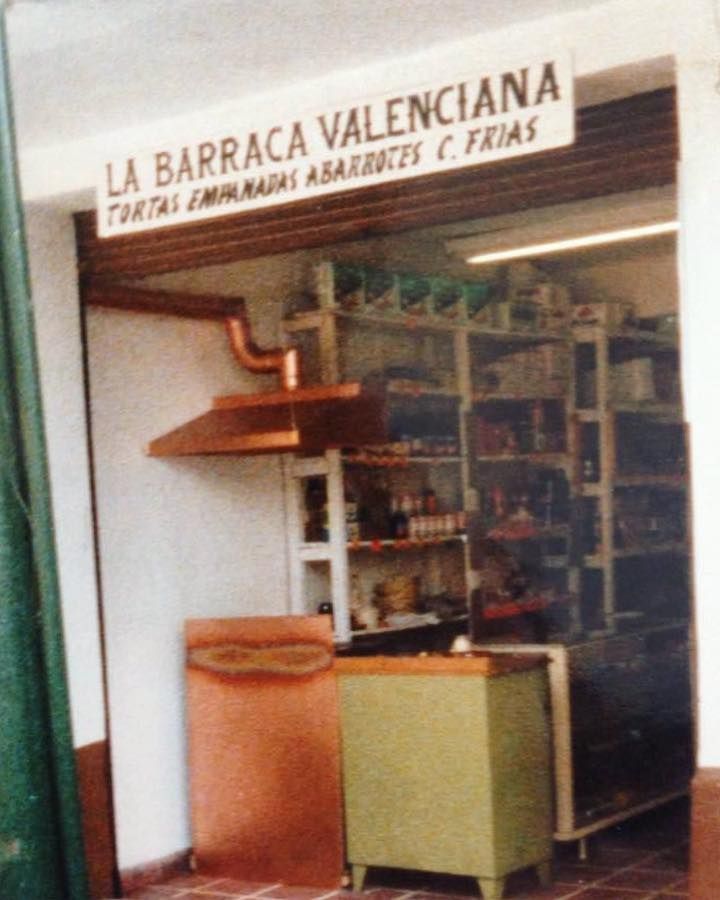 LA BARRACA VALENCIANA
TORTAS EMPANADAS ABARROTES C. FRIAS